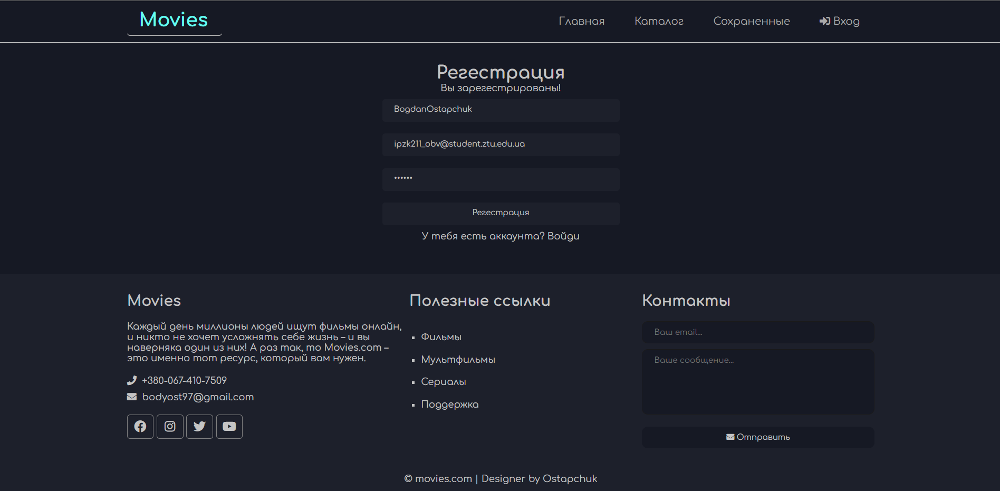 Movies
Главная
Каталог
Сохраненные
Вход
Регестрация
Вы зарегестрированы!
BogdanOstapchuk
ipzk211_obv@student.ztu.edu.ua
••••••
Регестрация
У тебя есть аккаунта? Войди
Movies
Каждый день миллионы людей ищут фильмы онлайн,
и никто не хочет усложнять себе жизнь – и вы
наверняка один из них! А раз так, то Movies.com –
это именно тот ресурс, который вам нужен.
+380-067-410-7509
bodyost97@gmail.com
Полезные ссылки
Фильмы
Мультфильмы
Сериалы
Поддержка
Контакты
Ваш email...
Ваше сообщение...
Отправить
© movies.com | Designer by Ostapchuk